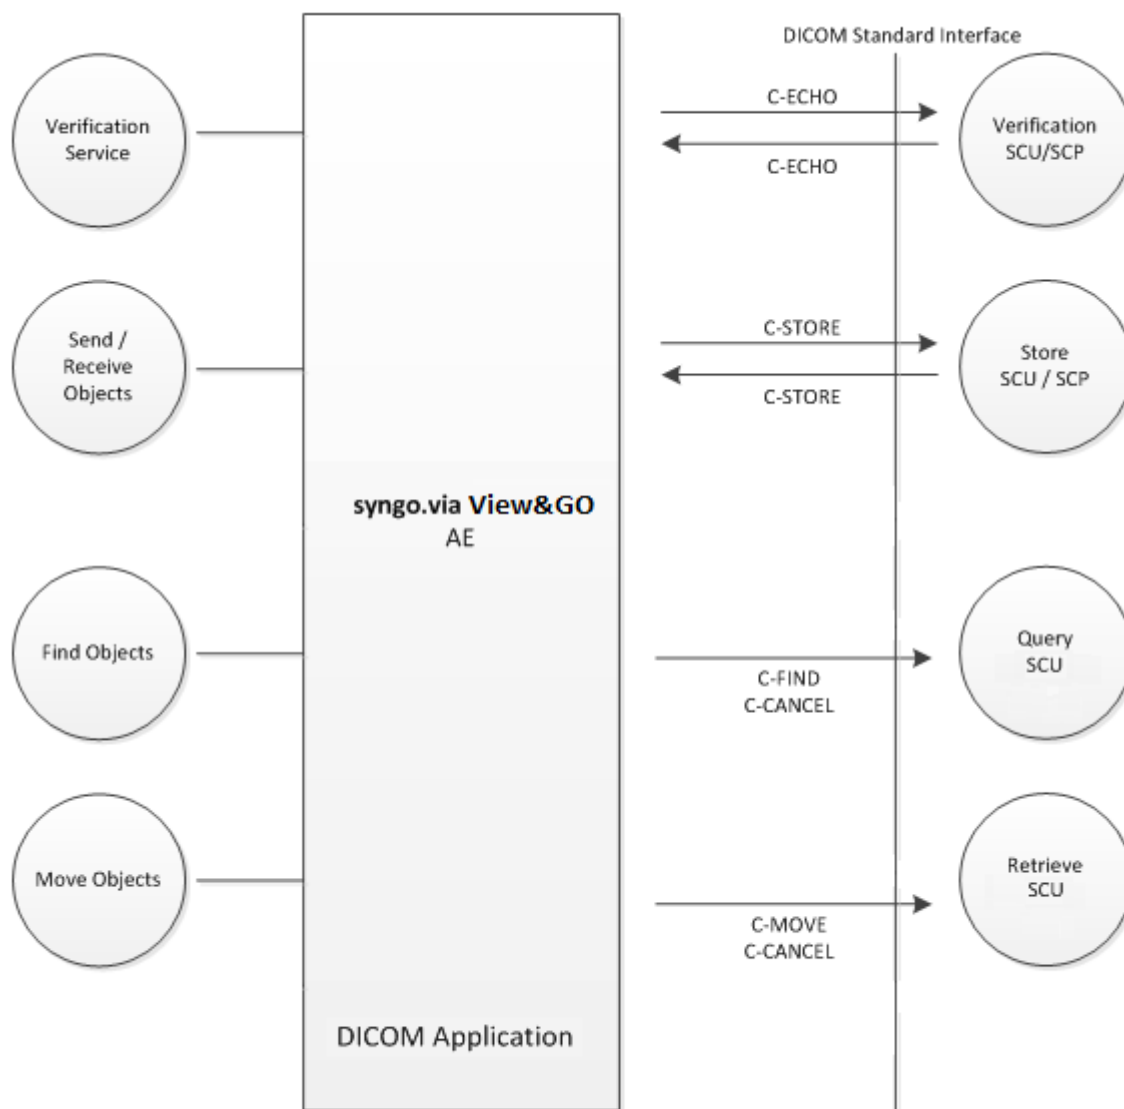 DICOM Standard Interface
Verification
Service
C-ECHO
C-ECHO
Verification
SCU/SCP
Send /
Receive
Objects
C-STORE
C-STORE
Store
SCU / SCP
syngo.via View&GO
AE
Find Objects
C-FIND
C-CANCEL
Query
SCU
Move Objects
C-MOVE
C-CANCEL
Retrieve
SCU
DICOM Application